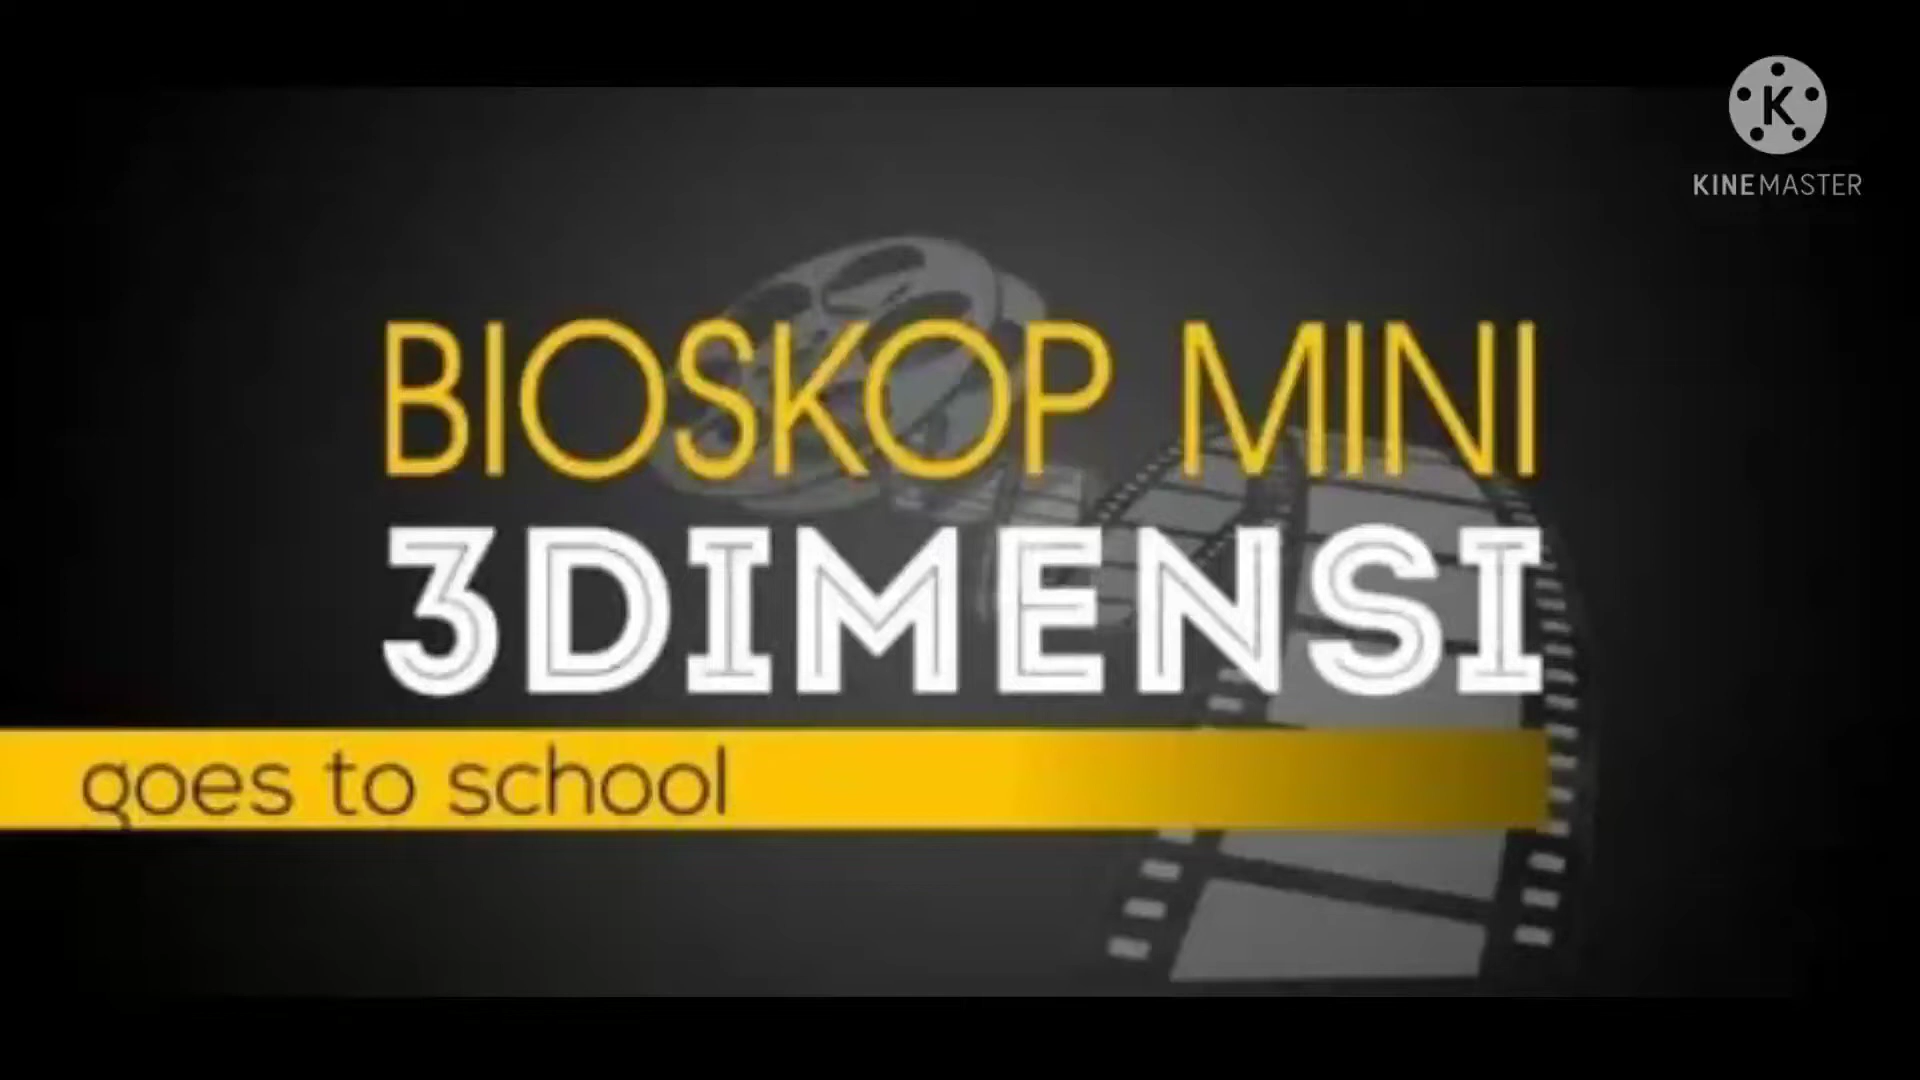 K
KINEMASTER
BIOSKOP MINI
3DIMENSI
goes to school